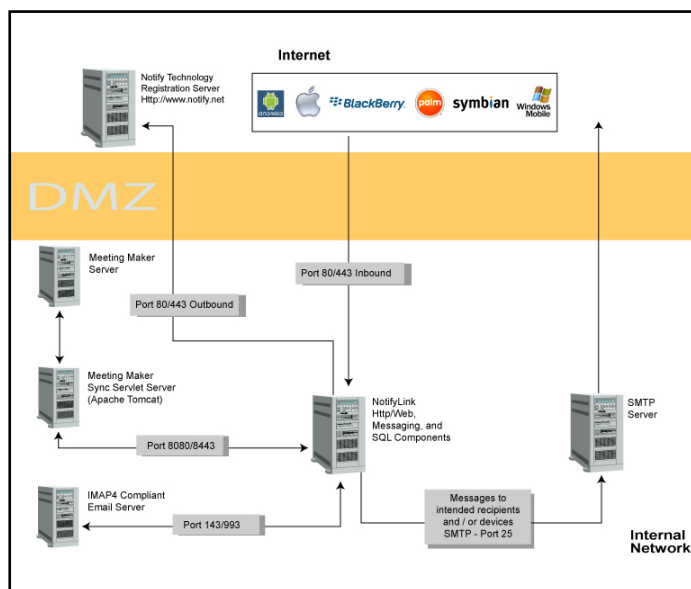 Internet
Notify Technology
Registration Server
Http://www.notify.net
ANDROID
BlackBerry
palm
symbian
Windows
Mobile
DMZ
Meeting Maker
Server
Port 80/443 Inbound
Port 80/443 Outbound
Meeting Maker
Sync Servlet Server
(Apache Tomcat)
NotifyLink
Http/Web,
Messaging, and
SQL Components
SMTP
Server
Port 8080/8443
IMAP4 Compliant
Email Server
Port 143/993
Messages to
intended recipients
and / or devices
SMTP - Port 25
Internal
Network